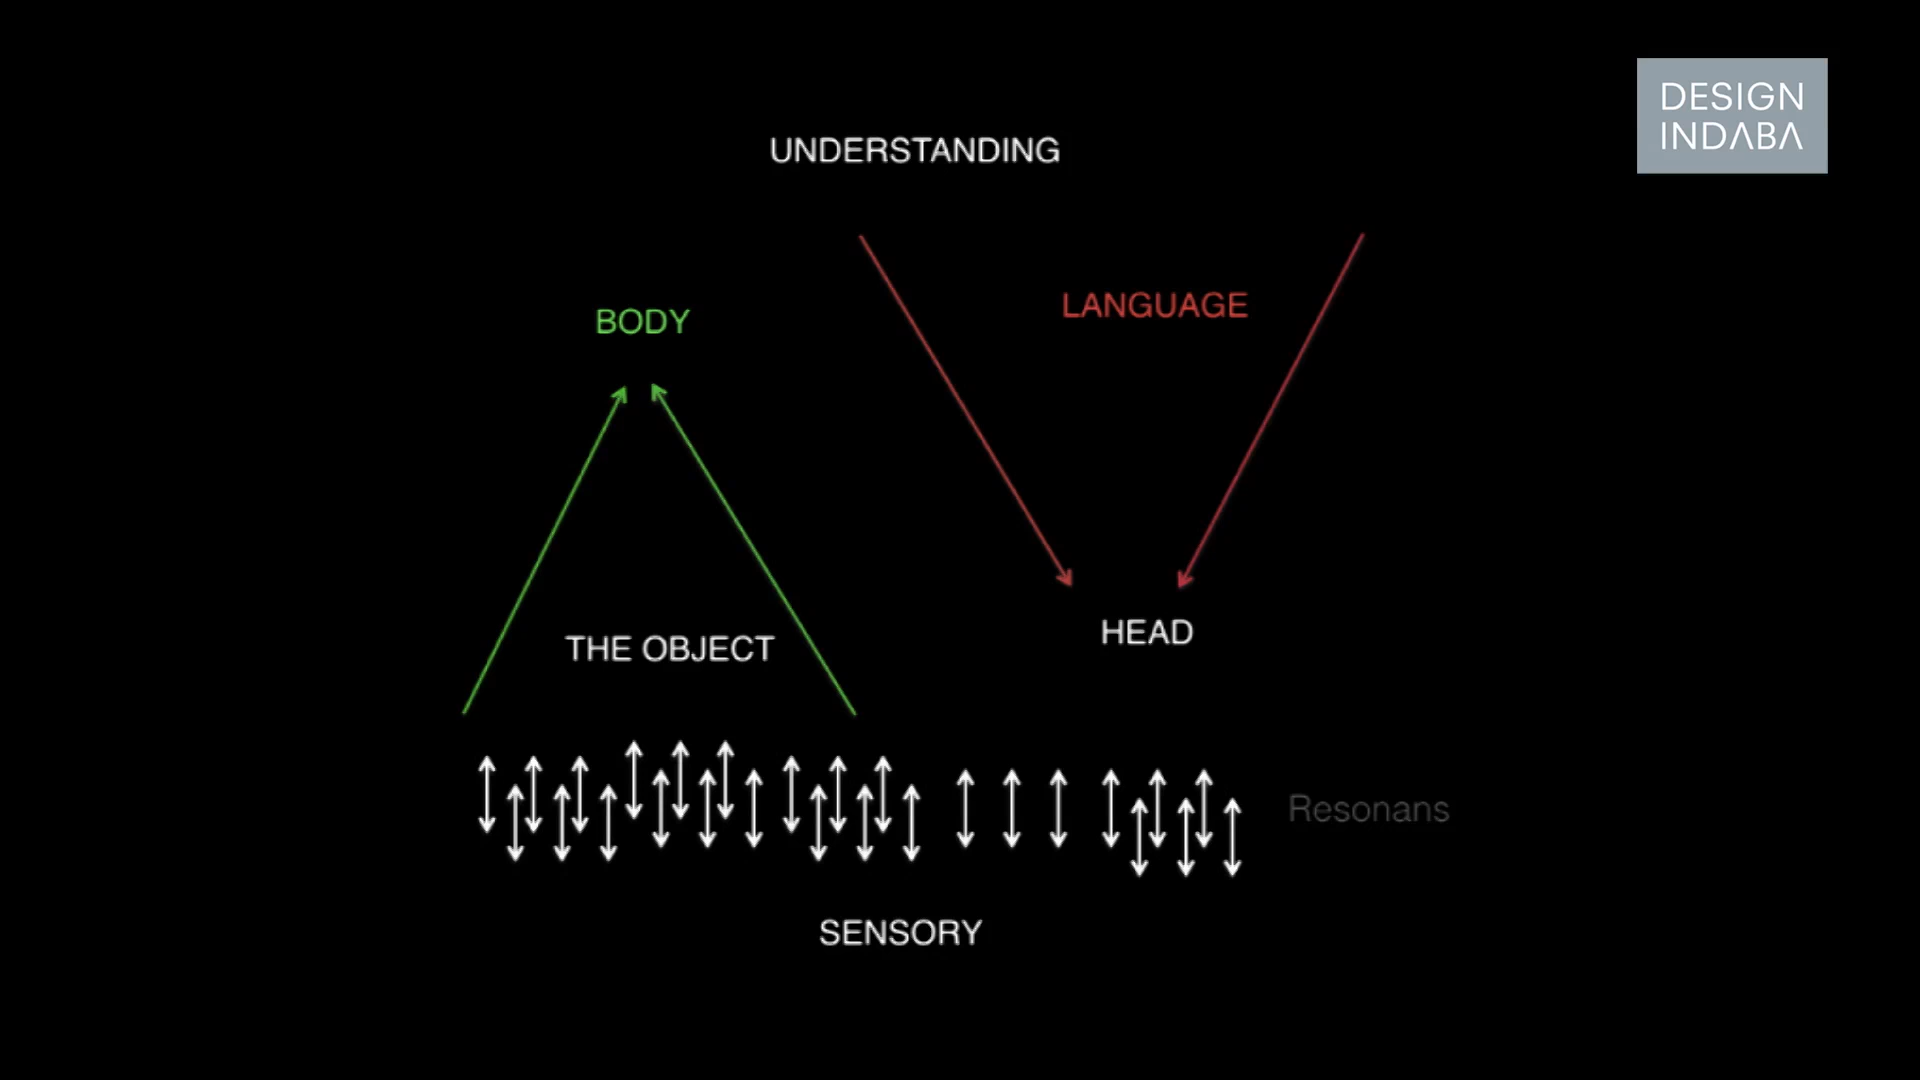 DESIGN
INDABA
UNDERSTANDING
LANGUAGE
BODY
HEAD
THE OBJECT
Resonans
SENSORY